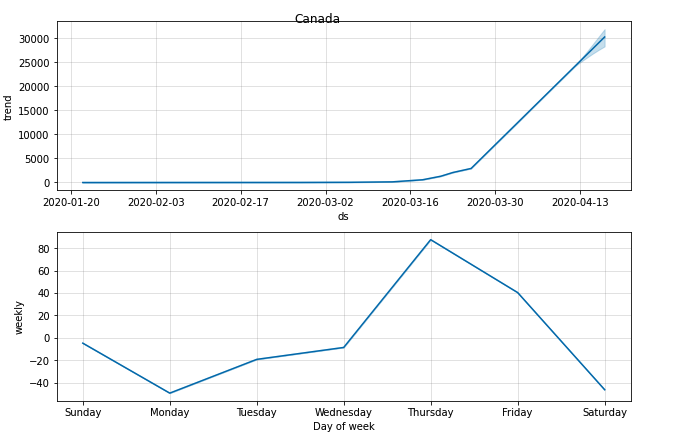 Canada
30000
25000
20000
15000
10000
5000
0
trend
2020-01-20 2020-02-03 2020-02-17 2020-03-02 2020-03-16 2020-03-30 2020-04-13
ds
80
60
40
20
0
−20
−40
weekly
Sunday Monday Tuesday Wednesday Thursday Friday Saturday
Day of week